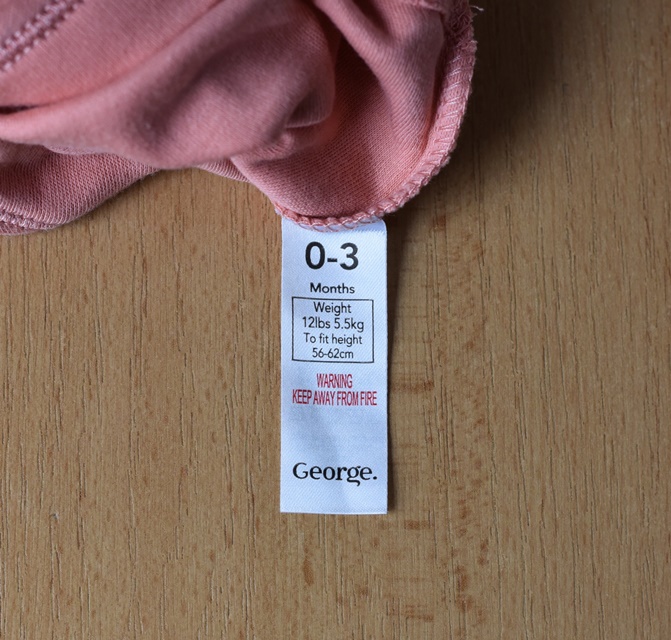 0-3
Months
Weight
12lbs 5.5kg
To fit height
56-62cm
WARNING
KEEP AWAY FROM FIRE
George.